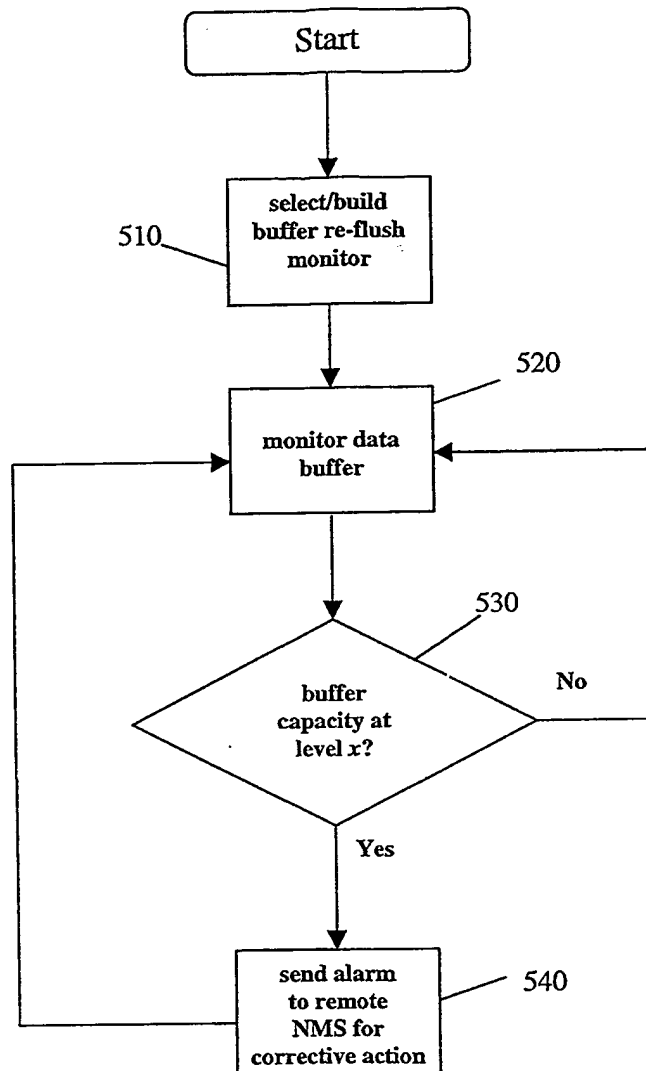 Start
select/build
buffer re-flush
monitor
510
520
monitor data
buffer
530
buffer
capacity at
level x?
No
Yes
send alarm
to remote
NMS for
corrective action
540